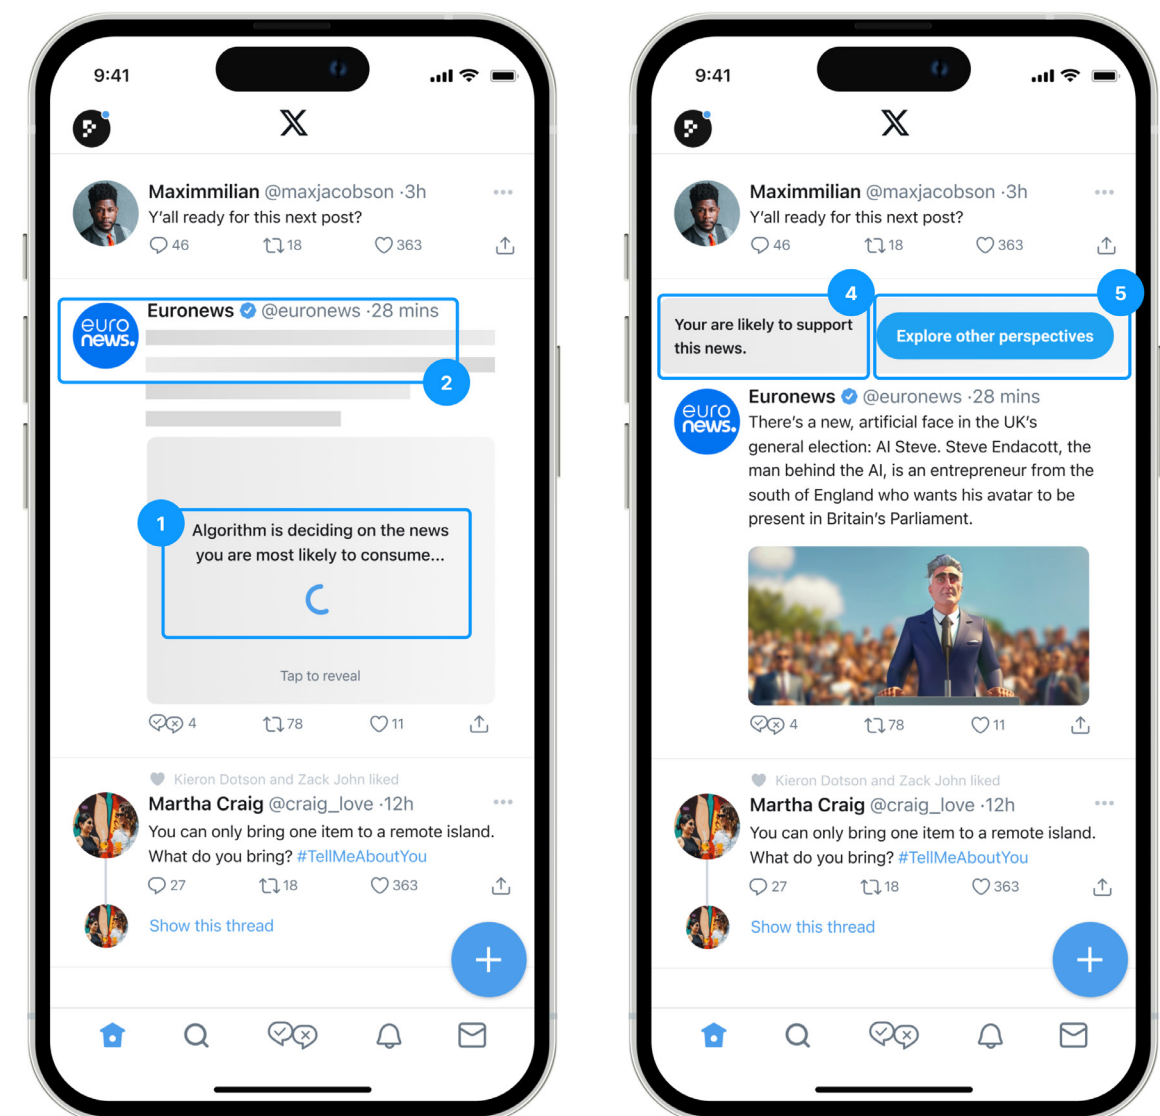 9:41
X
Maximmilian @maxjacobson ·3h
Y'all ready for this next post?
46 18 363
euro
news.
Euronews @euronews ·28 mins
2
1
Algorithm is deciding on the news
you are most likely to consume...
Tap to reveal
4 78 11
Kieron Dotson and Zack John liked
Martha Craig @craig_love ·12h
You can only bring one item to a remote island.
What do you bring? #TellMeAboutYou
27 18 363
Show this thread
9:41
X
Maximmilian @maxjacobson ·3h
Y'all ready for this next post?
46 18 363
4
5
Your are likely to support
this news.
Explore other perspectives
euro
news.
Euronews @euronews ·28 mins
There's a new, artificial face in the UK's
general election: AI Steve. Steve Endacott, the
man behind the AI, is an entrepreneur from the
south of England who wants his avatar to be
present in Britain's Parliament.
4 78 11
Kieron Dotson and Zack John liked
Martha Craig @craig_love ·12h
You can only bring one item to a remote island.
What do you bring? #TellMeAboutYou
27 18 363
Show this thread